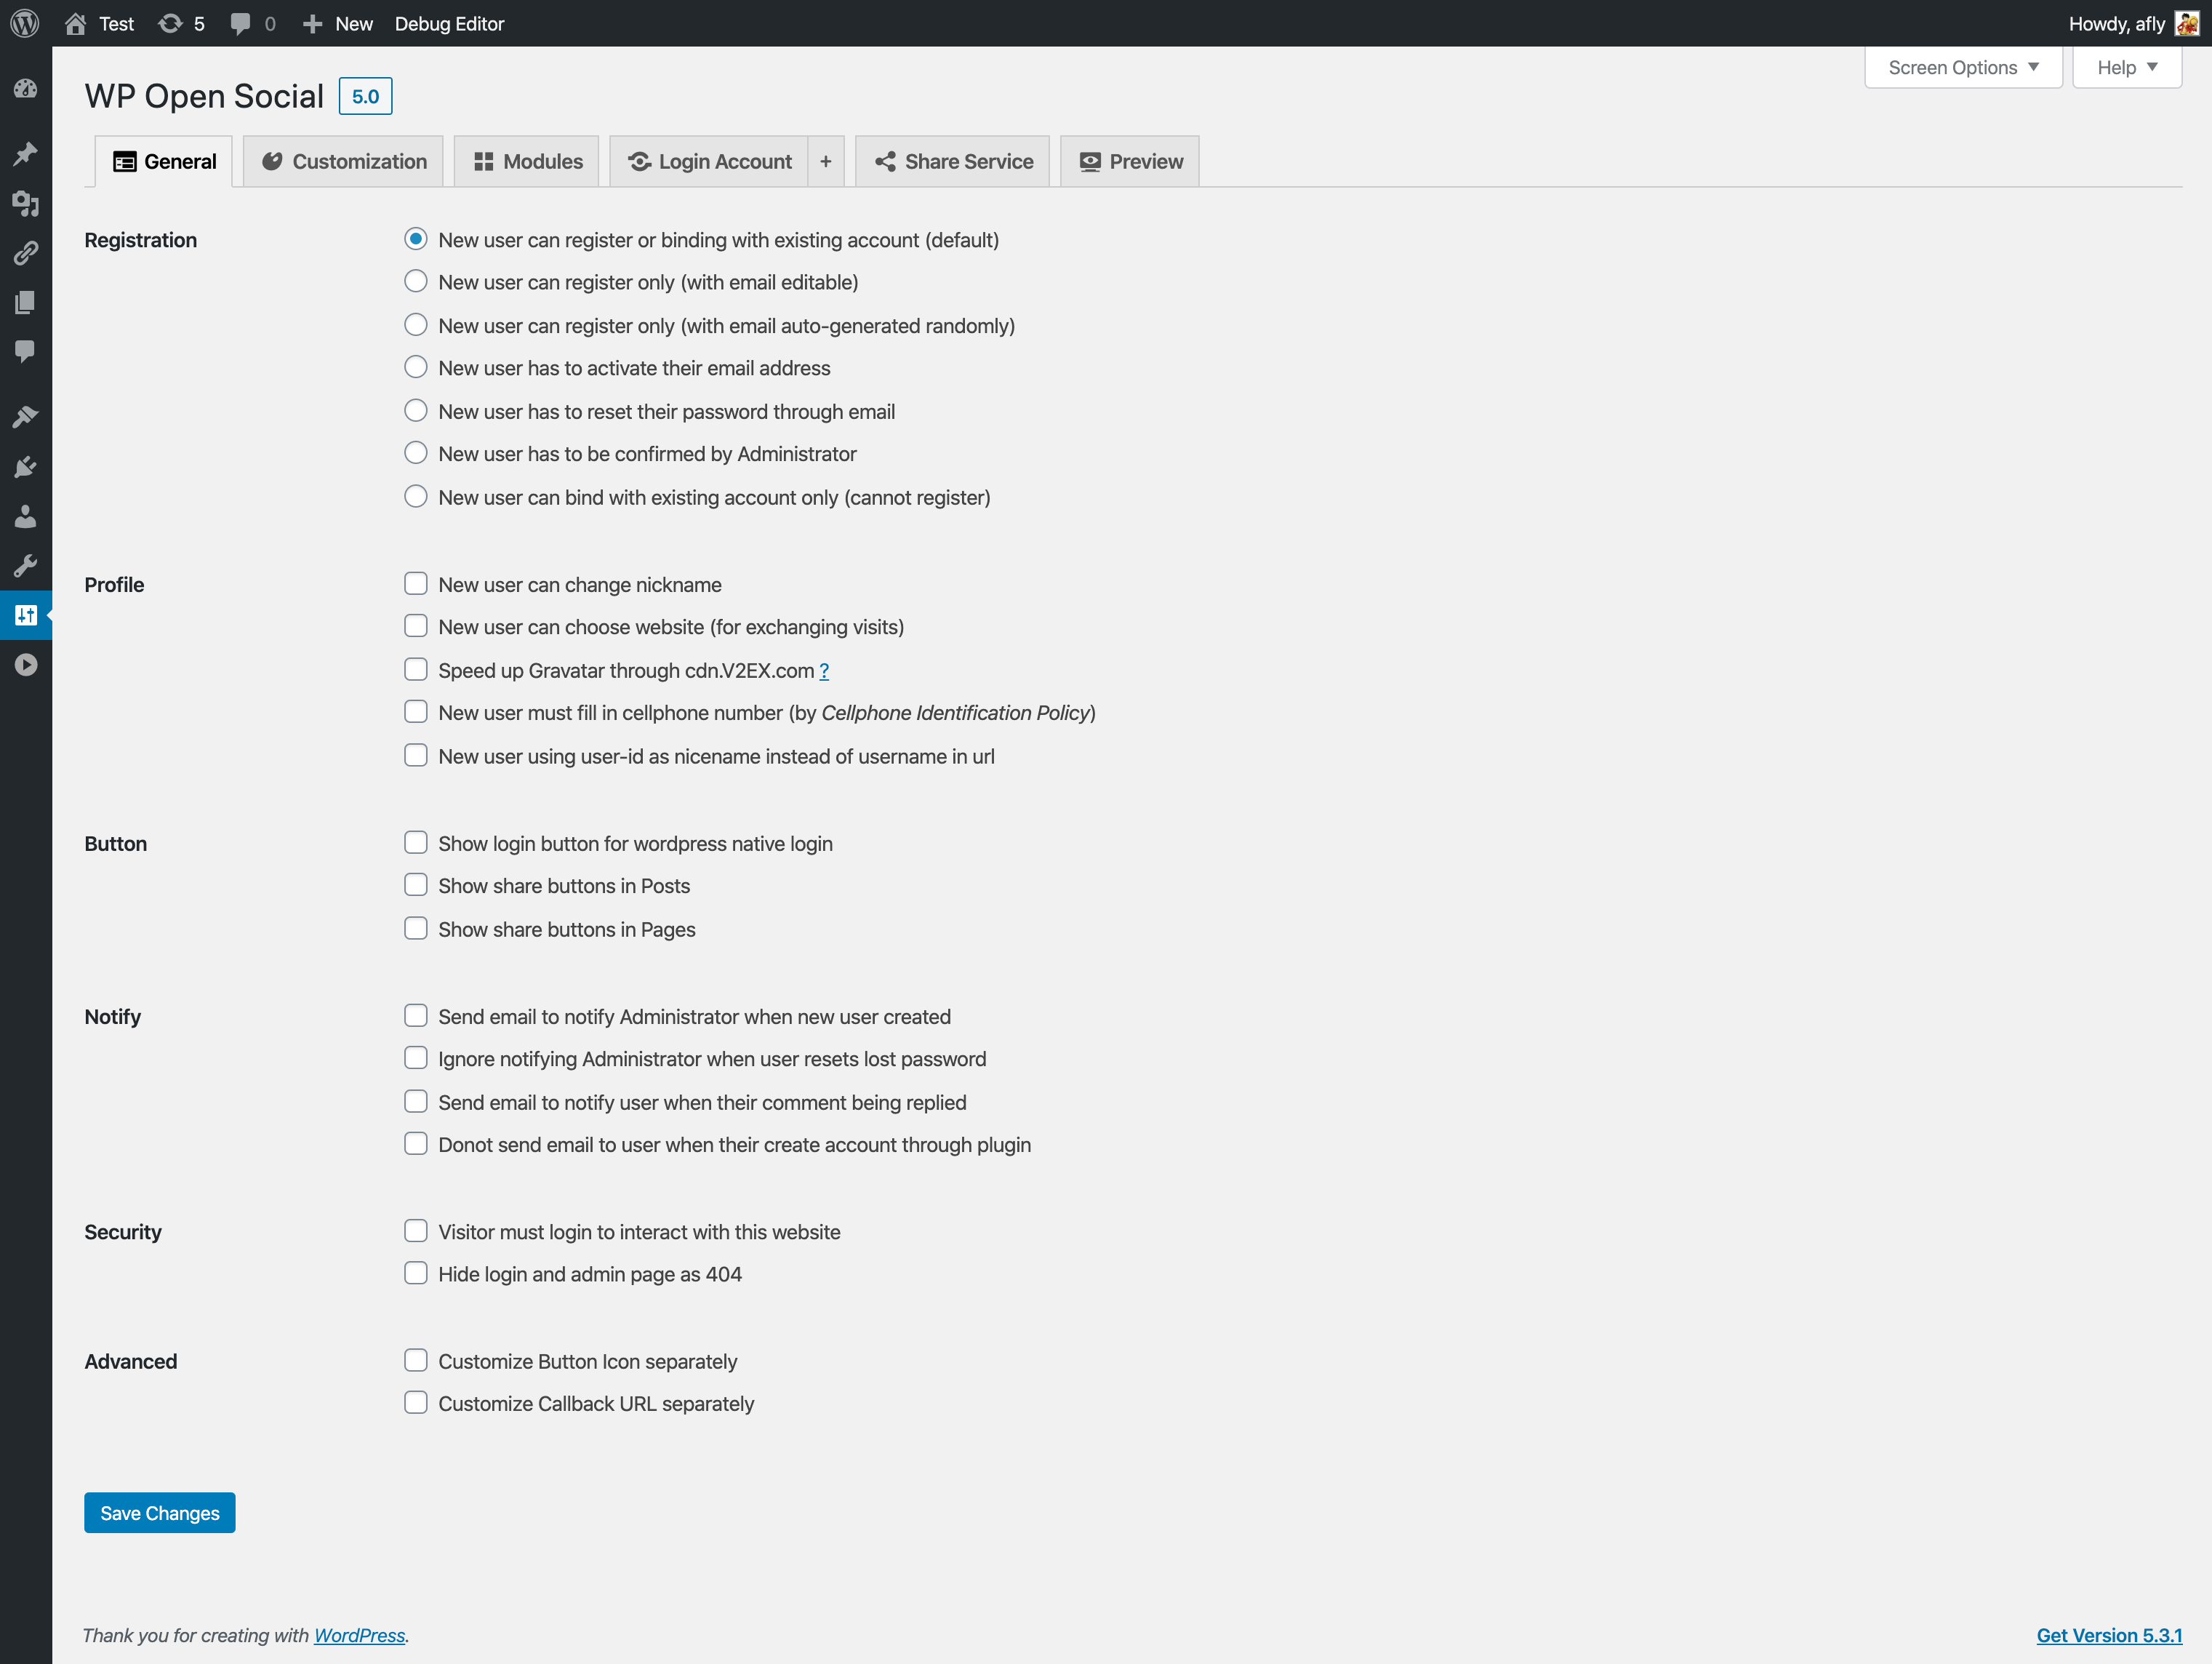 Test 5 0 New Debug Editor Howdy, afly
Screen Options Help
WP Open Social 5.0
General Customization Modules Login Account + Share Service Preview
Registration
New user can register or binding with existing account (default)
New user can register only (with email editable)
New user can register only (with email auto-generated randomly)
New user has to activate their email address
New user has to reset their password through email
New user has to be confirmed by Administrator
New user can bind with existing account only (cannot register)
Profile
New user can change nickname
New user can choose website (for exchanging visits)
Speed up Gravatar through cdn.V2EX.com ?
New user must fill in cellphone number (by Cellphone Identification Policy)
New user using user-id as nicename instead of username in url
Button
Show login button for wordpress native login
Show share buttons in Posts
Show share buttons in Pages
Notify
Send email to notify Administrator when new user created
Ignore notifying Administrator when user resets lost password
Send email to notify user when their comment being replied
Donot send email to user when their create account through plugin
Security
Visitor must login to interact with this website
Hide login and admin page as 404
Advanced
Customize Button Icon separately
Customize Callback URL separately
Save Changes
Thank you for creating with WordPress. Get Version 5.3.1